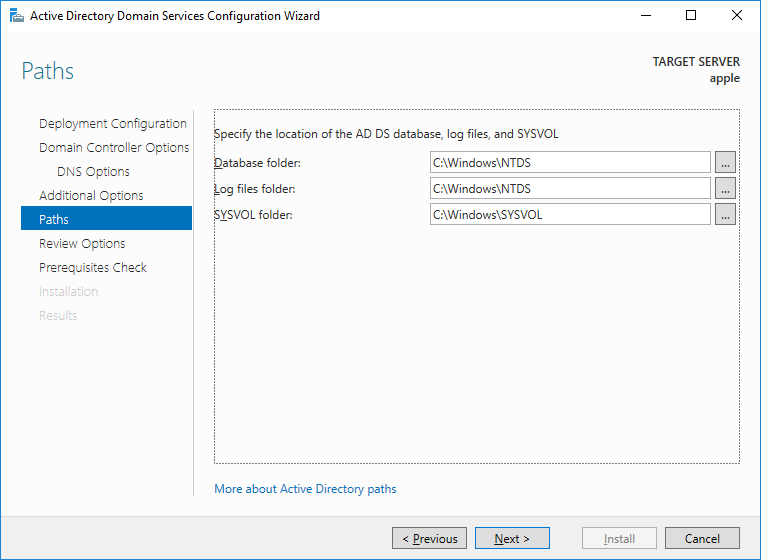 Active Directory Domain Services Configuration Wizard
Paths
TARGET SERVER
apple
Deployment Configuration
Domain Controller Options
DNS Options
Additional Options
Paths
Review Options
Prerequisites Check
Installation
Results
Specify the location of the AD DS database, log files, and SYSVOL
Database folder: C:\Windows\NTDS ...
Log files folder: C:\Windows\NTDS ...
SYSVOL folder: C:\Windows\SYSVOL ...
More about Active Directory paths
< Previous Next > Install Cancel